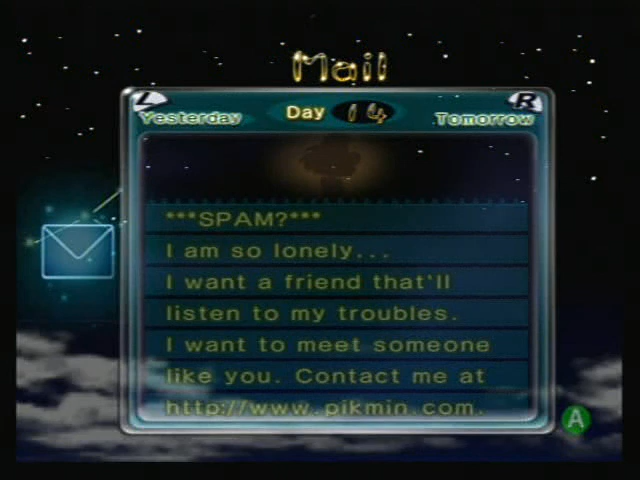 Mail
L R
Yesterday Day 14 Tomorrow
***SPAM?***
I am so lonely...
I want a friend that'll
listen to my troubles.
I want to meet someone
like you. Contact me at
http://www.pikmin.com.
A